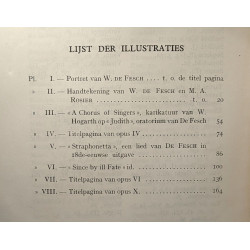 LIJST DER ILLUSTRATIES
Pl. I. — Portret van W. DE FESCH . . . t. o. de titel pagina
» II. — Handtekening van W. DE FESCH en M. A.
ROSIER . . . . . . . . t. o. 20
» III. — « A Chorus of Singers », karikatuur van W.
Hogarth op « Judith », oratorium van De Fesch 54
» IV. — Titelpagina van opus IV . . . . . 74
» V. — « Straphonetta », een lied van DE FESCH in
18de-eeuwse uitgave . . . . . . 86
» VI. — « Since by ill Fate » id. . . . . . 100
» VII. — Titelpagina van opus VI . . . . . 136
» VIII. — Titelpagina van opus X. . . . . . 164